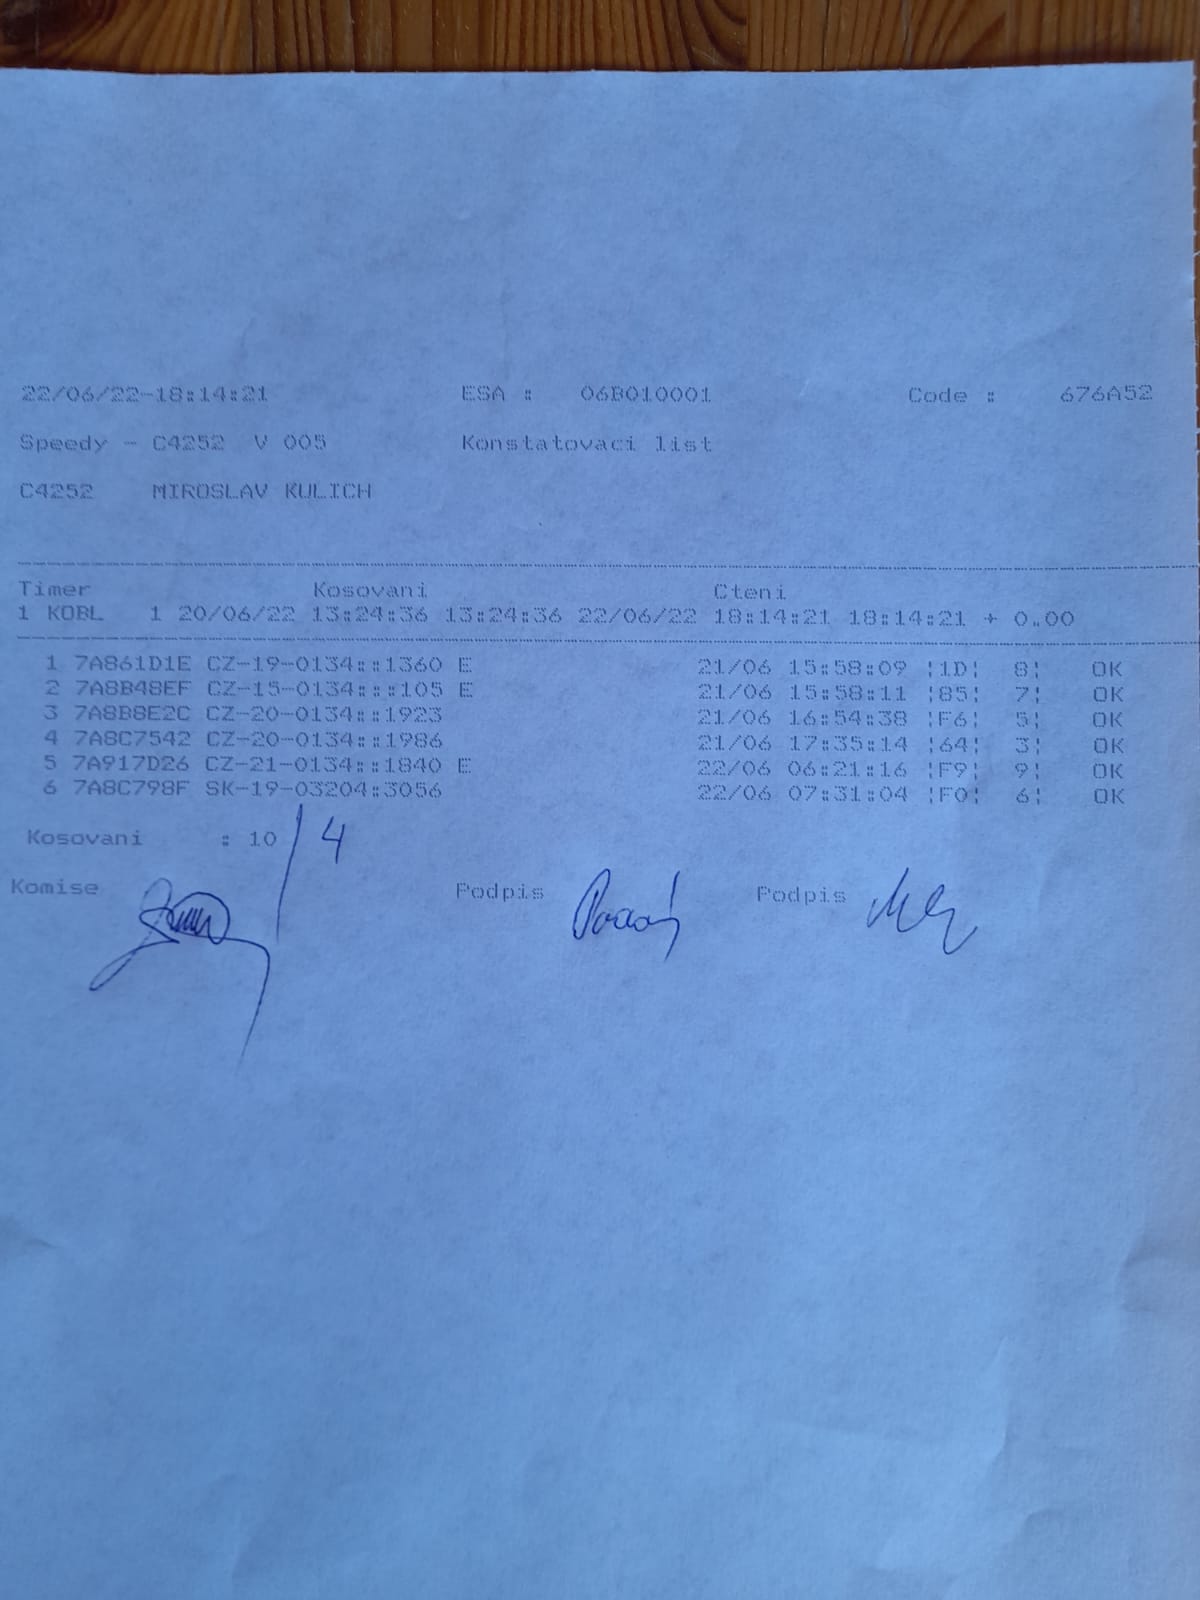 22/06/22-18:14:21 ESA : 06B010001 Code : 676A52
Speedy - C4252 V 005 Konstatovaci list
C4252 MIROSLAV KULICH
Timer Kosovani Cteni
1 KOBL 1 20/06/22 13:24:36 13:24:36 22/06/22 18:14:21 18:14:21 + 0.00
1 7A861D1E CZ-19-0134::1360 E 21/06 15:58:09 ¦1D¦ 8¦ OK
2 7A8B48EF CZ-15-0134:::105 E 21/06 15:58:11 ¦85¦ 7¦ OK
3 7A8B8E2C CZ-20-0134::1923 21/06 16:54:38 ¦F6¦ 5¦ OK
4 7A8C7542 CZ-20-0134::1986 21/06 17:35:14 ¦64¦ 3¦ OK
5 7A917D26 CZ-21-0134::1840 E 22/06 06:21:16 ¦F9¦ 9¦ OK
6 7A8C798F SK-19-03204:3056 22/06 07:31:04 ¦F0¦ 6¦ OK
Kosovani : 10 / 4
Komise Podpis Podpis